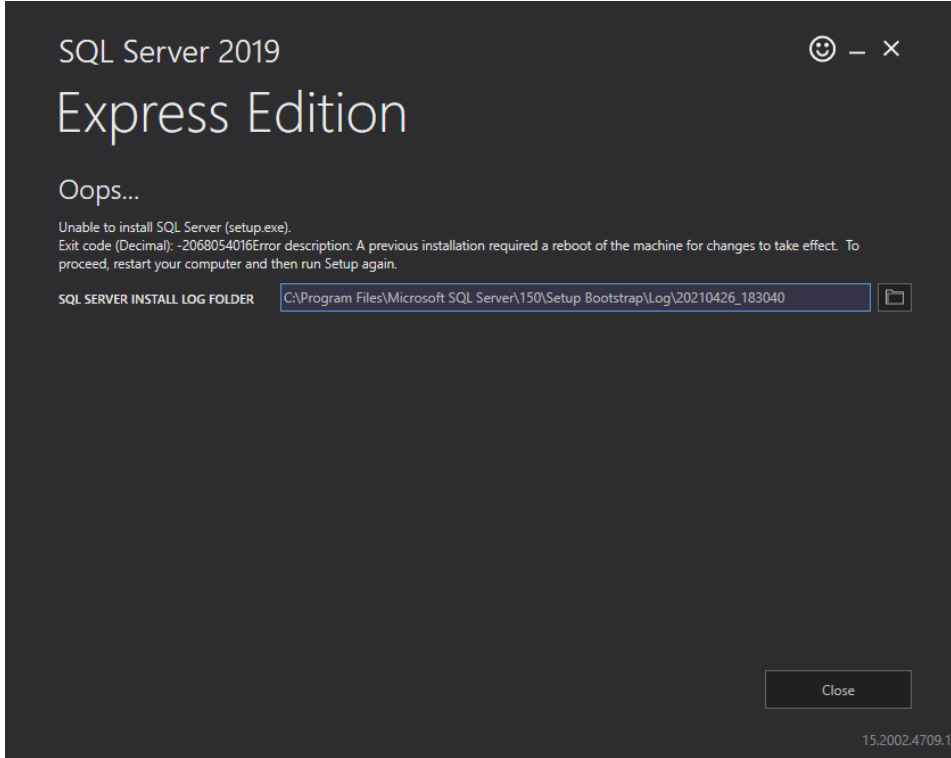 SQL Server 2019
Express Edition
Oops...
Unable to install SQL Server (setup.exe).
Exit code (Decimal): -2068054016Error description: A previous installation required a reboot of the machine for changes to take effect.  To
proceed, restart your computer and then run Setup again.
SQL SERVER INSTALL LOG FOLDER C:\Program Files\Microsoft SQL Server\150\Setup Bootstrap\Log\20210426_183040
Close
15.2002.4709.1